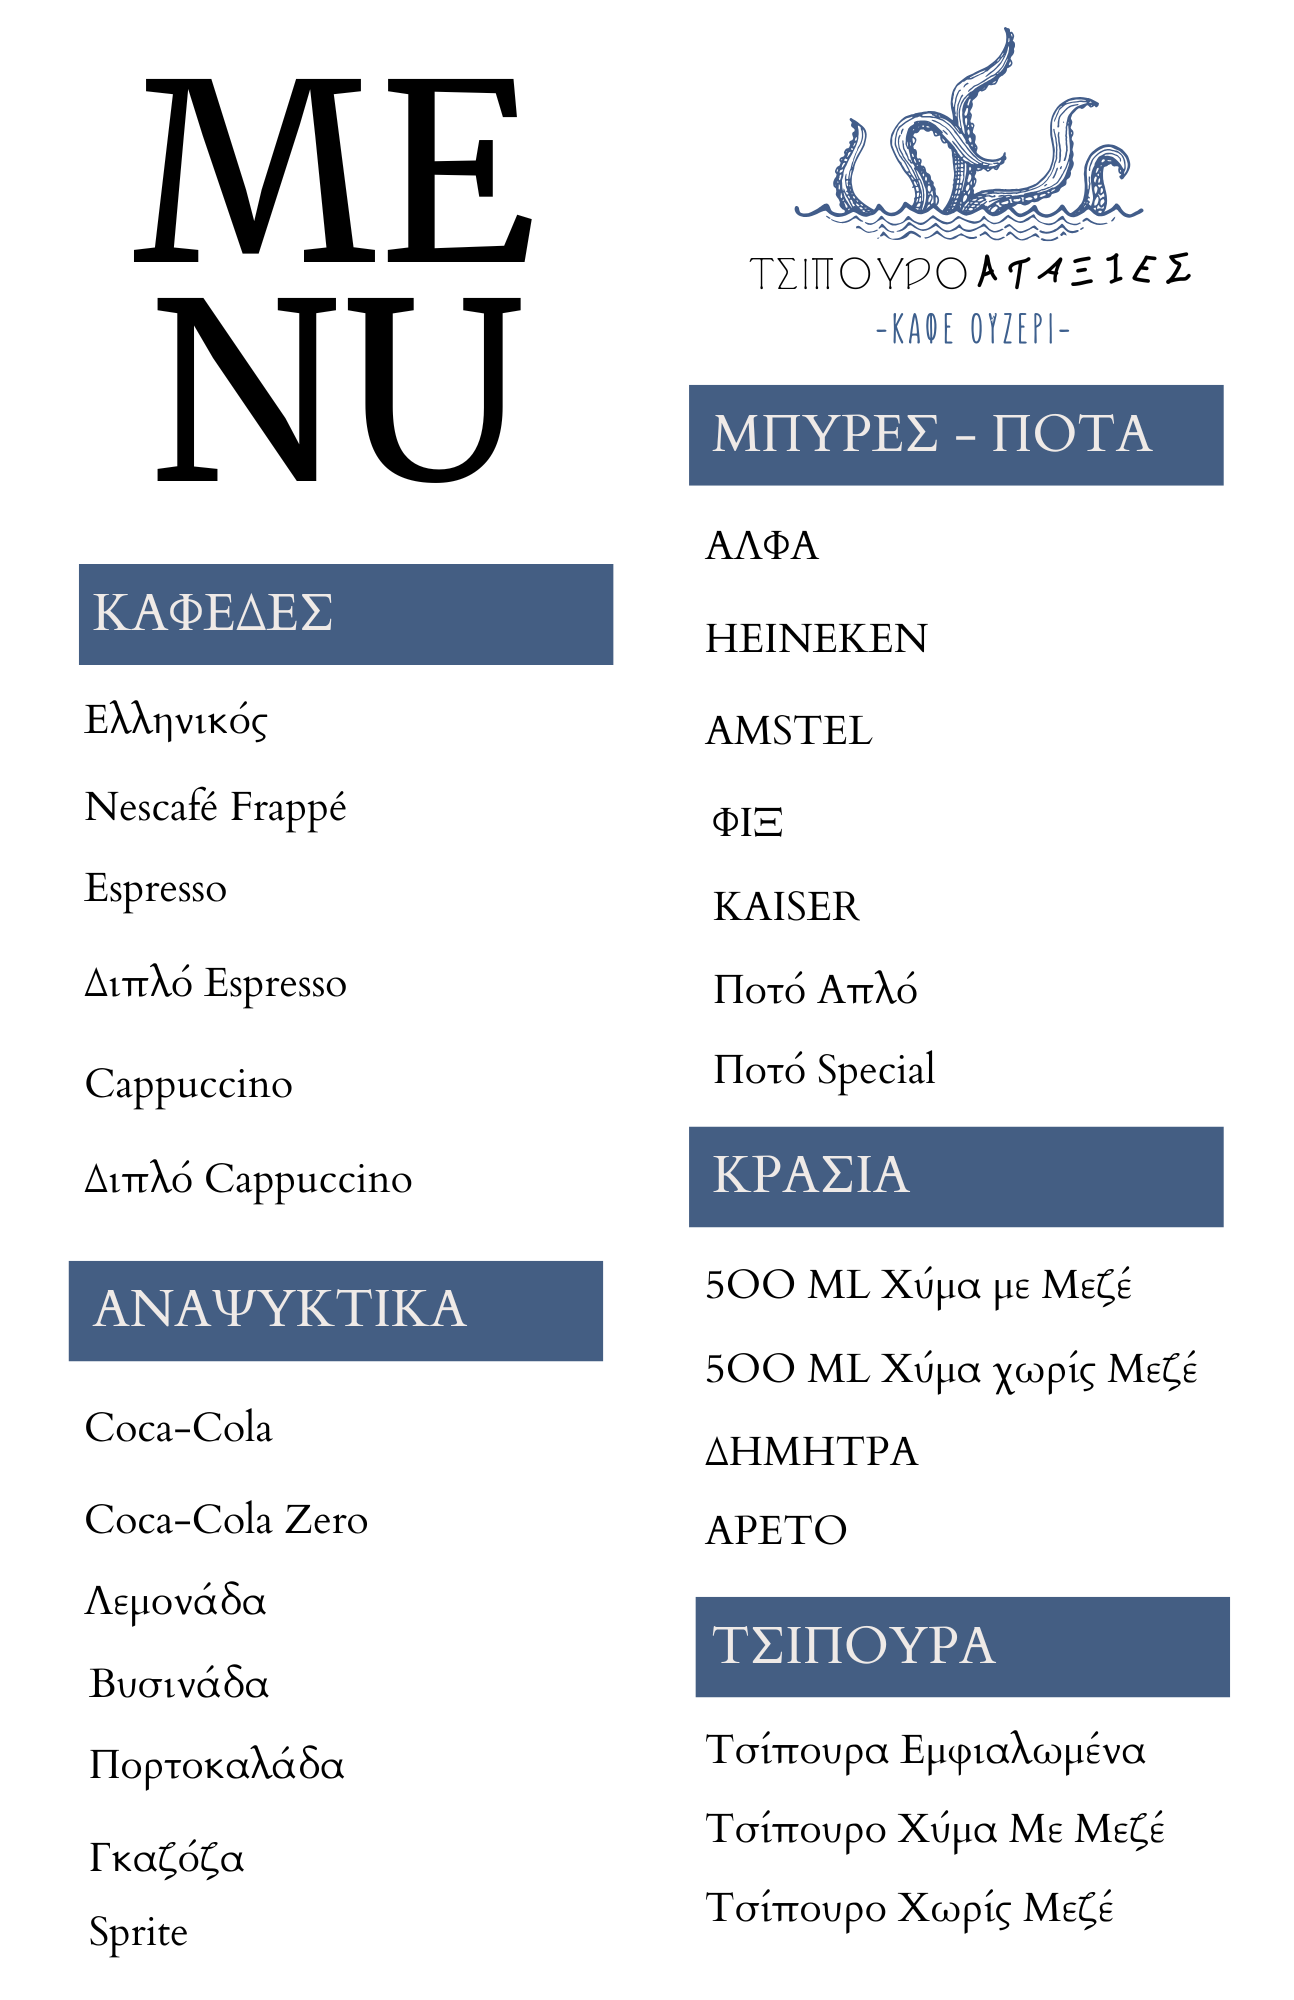 ME
NU
ΚΑΦΕΔΕΣ
Ελληνικός
Nescafé Frappé
Espresso
Διπλό Espresso
Cappuccino
Διπλό Cappuccino
ΑΝΑΨΥΚΤΙΚΑ
Coca-Cola
Coca-Cola Zero
Λεμονάδα
Βυσινάδα
Πορτοκαλάδα
Γκαζόζα
Sprite
ΤΣΙΠΟΥΡΟΑΤΑΞΙΕΣ
-ΚΑΦΕ ΟΥΖΕΡΙ-
ΜΠΥΡΕΣ - ΠΟΤΑ
ΑΛΦΑ
HEINEKEN
AMSTEL
ΦΙΞ
KAISER
Ποτό Απλό
Ποτό Special
ΚΡΑΣΙΑ
500 ML Χύμα με Μεζέ
500 ML Χύμα χωρίς Μεζέ
ΔΗΜΗΤΡΑ
ΑΡΕΤΟ
ΤΣΙΠΟΥΡΑ
Τσίπουρα Εμφιαλωμένα
Τσίπουρο Χύμα Με Μεζέ
Τσίπουρο Χωρίς Μεζέ